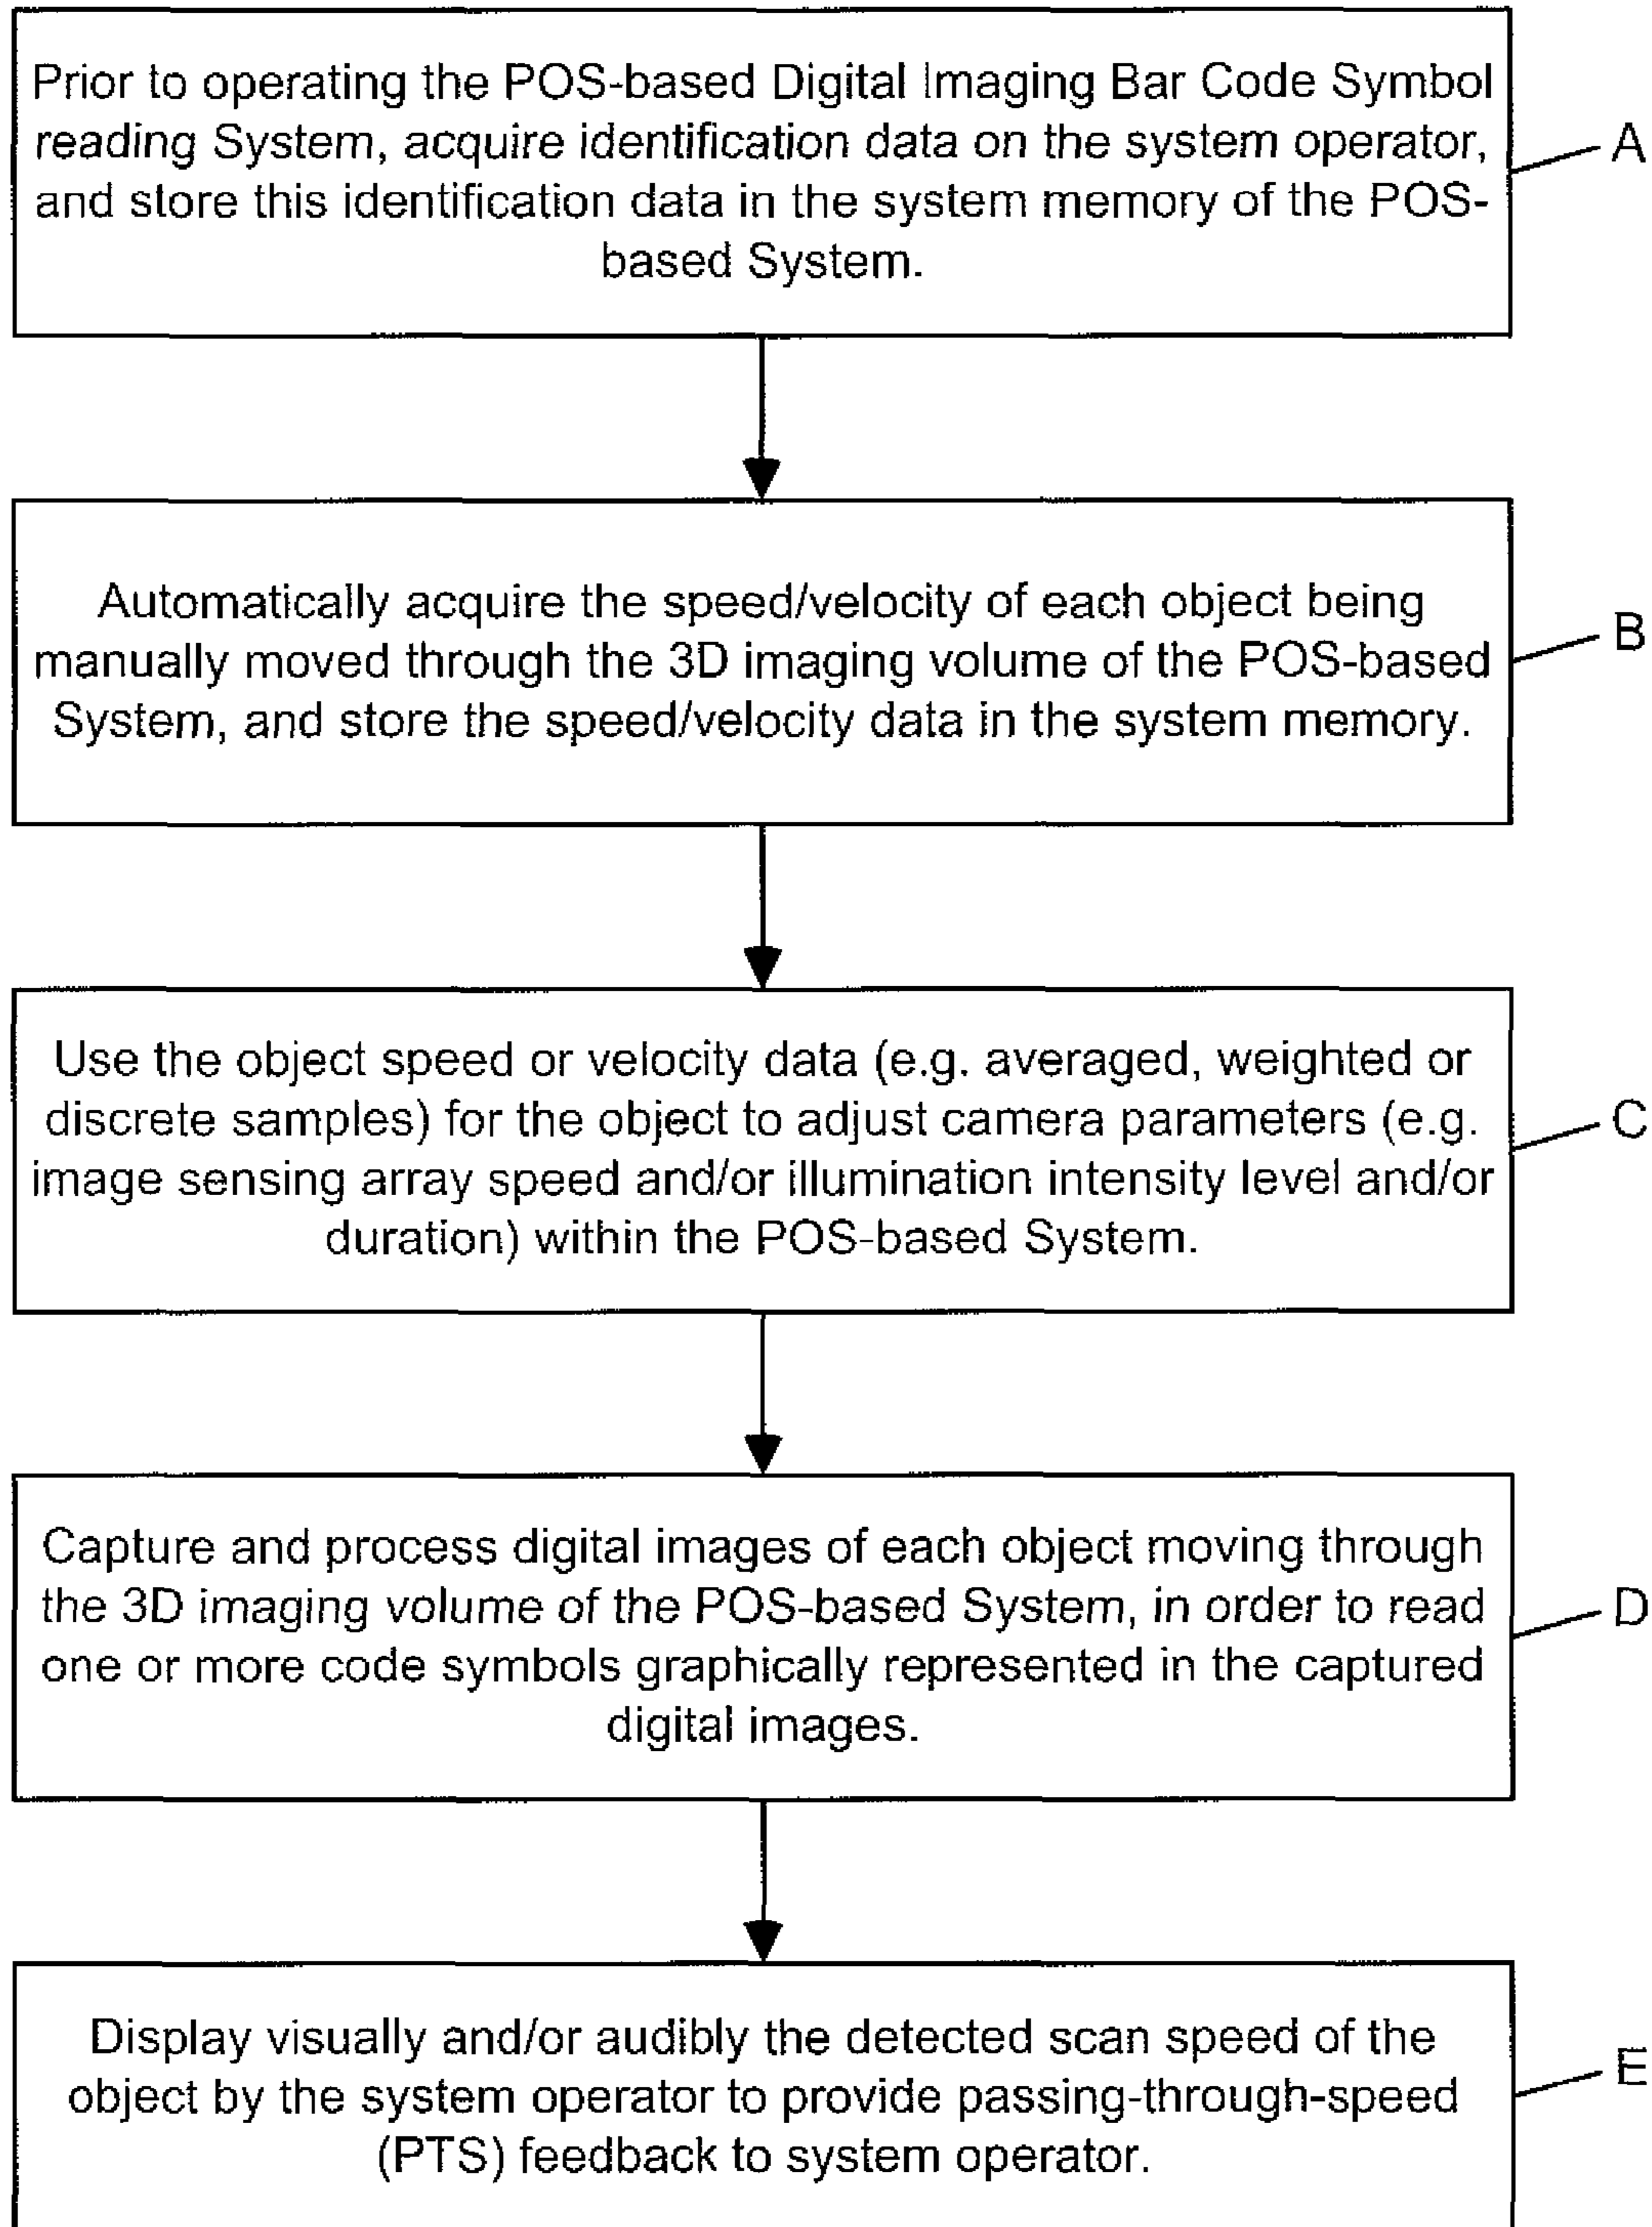 Prior to operating the POS-based Digital Imaging Bar Code Symbol
reading System, acquire identification data on the system operator,
and store this identification data in the system memory of the POS-
based System.
A
Automatically acquire the speed/velocity of each object being
manually moved through the 3D imaging volume of the POS-based
System, and store the speed/velocity data in the system memory.
B
Use the object speed or velocity data (e.g. averaged, weighted or
discrete samples) for the object to adjust camera parameters (e.g.
image sensing array speed and/or illumination intensity level and/or
duration) within the POS-based System.
C
Capture and process digital images of each object moving through
the 3D imaging volume of the POS-based System, in order to read
one or more code symbols graphically represented in the captured
digital images.
D
Display visually and/or audibly the detected scan speed of the
object by the system operator to provide passing-through-speed
(PTS) feedback to system operator.
E